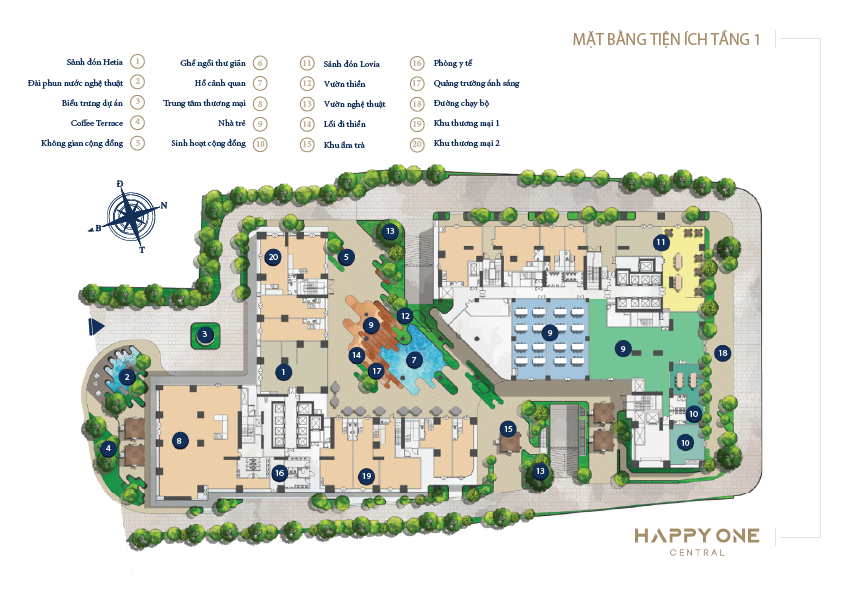 MẶT BẰNG TIỆN ÍCH TẦNG 1
Sảnh đón Hetia 1
Đài phun nước nghệ thuật 2
Biểu trưng dự án 3
Coffee Terrace 4
Không gian cộng đồng 5
Ghế ngồi thư giãn 6
Hồ cảnh quan 7
Trung tâm thương mại 8
Nhà trẻ 9
Sinh hoạt cộng đồng 10
11 Sảnh đón Lovia
12 Vườn thiền
13 Vườn nghệ thuật
14 Lối đi thiền
15 Khu ẩm trà
16 Phòng y tế
17 Quảng trường ánh sáng
18 Đường chạy bộ
19 Khu thương mại 1
20 Khu thương mại 2
Đ
N
B
T
13
11
20
5
12
3
9
9
9
7
14
17
18
1
2
10
15
8
10
4
16
19
13
HAPPY ONE
CENTRAL